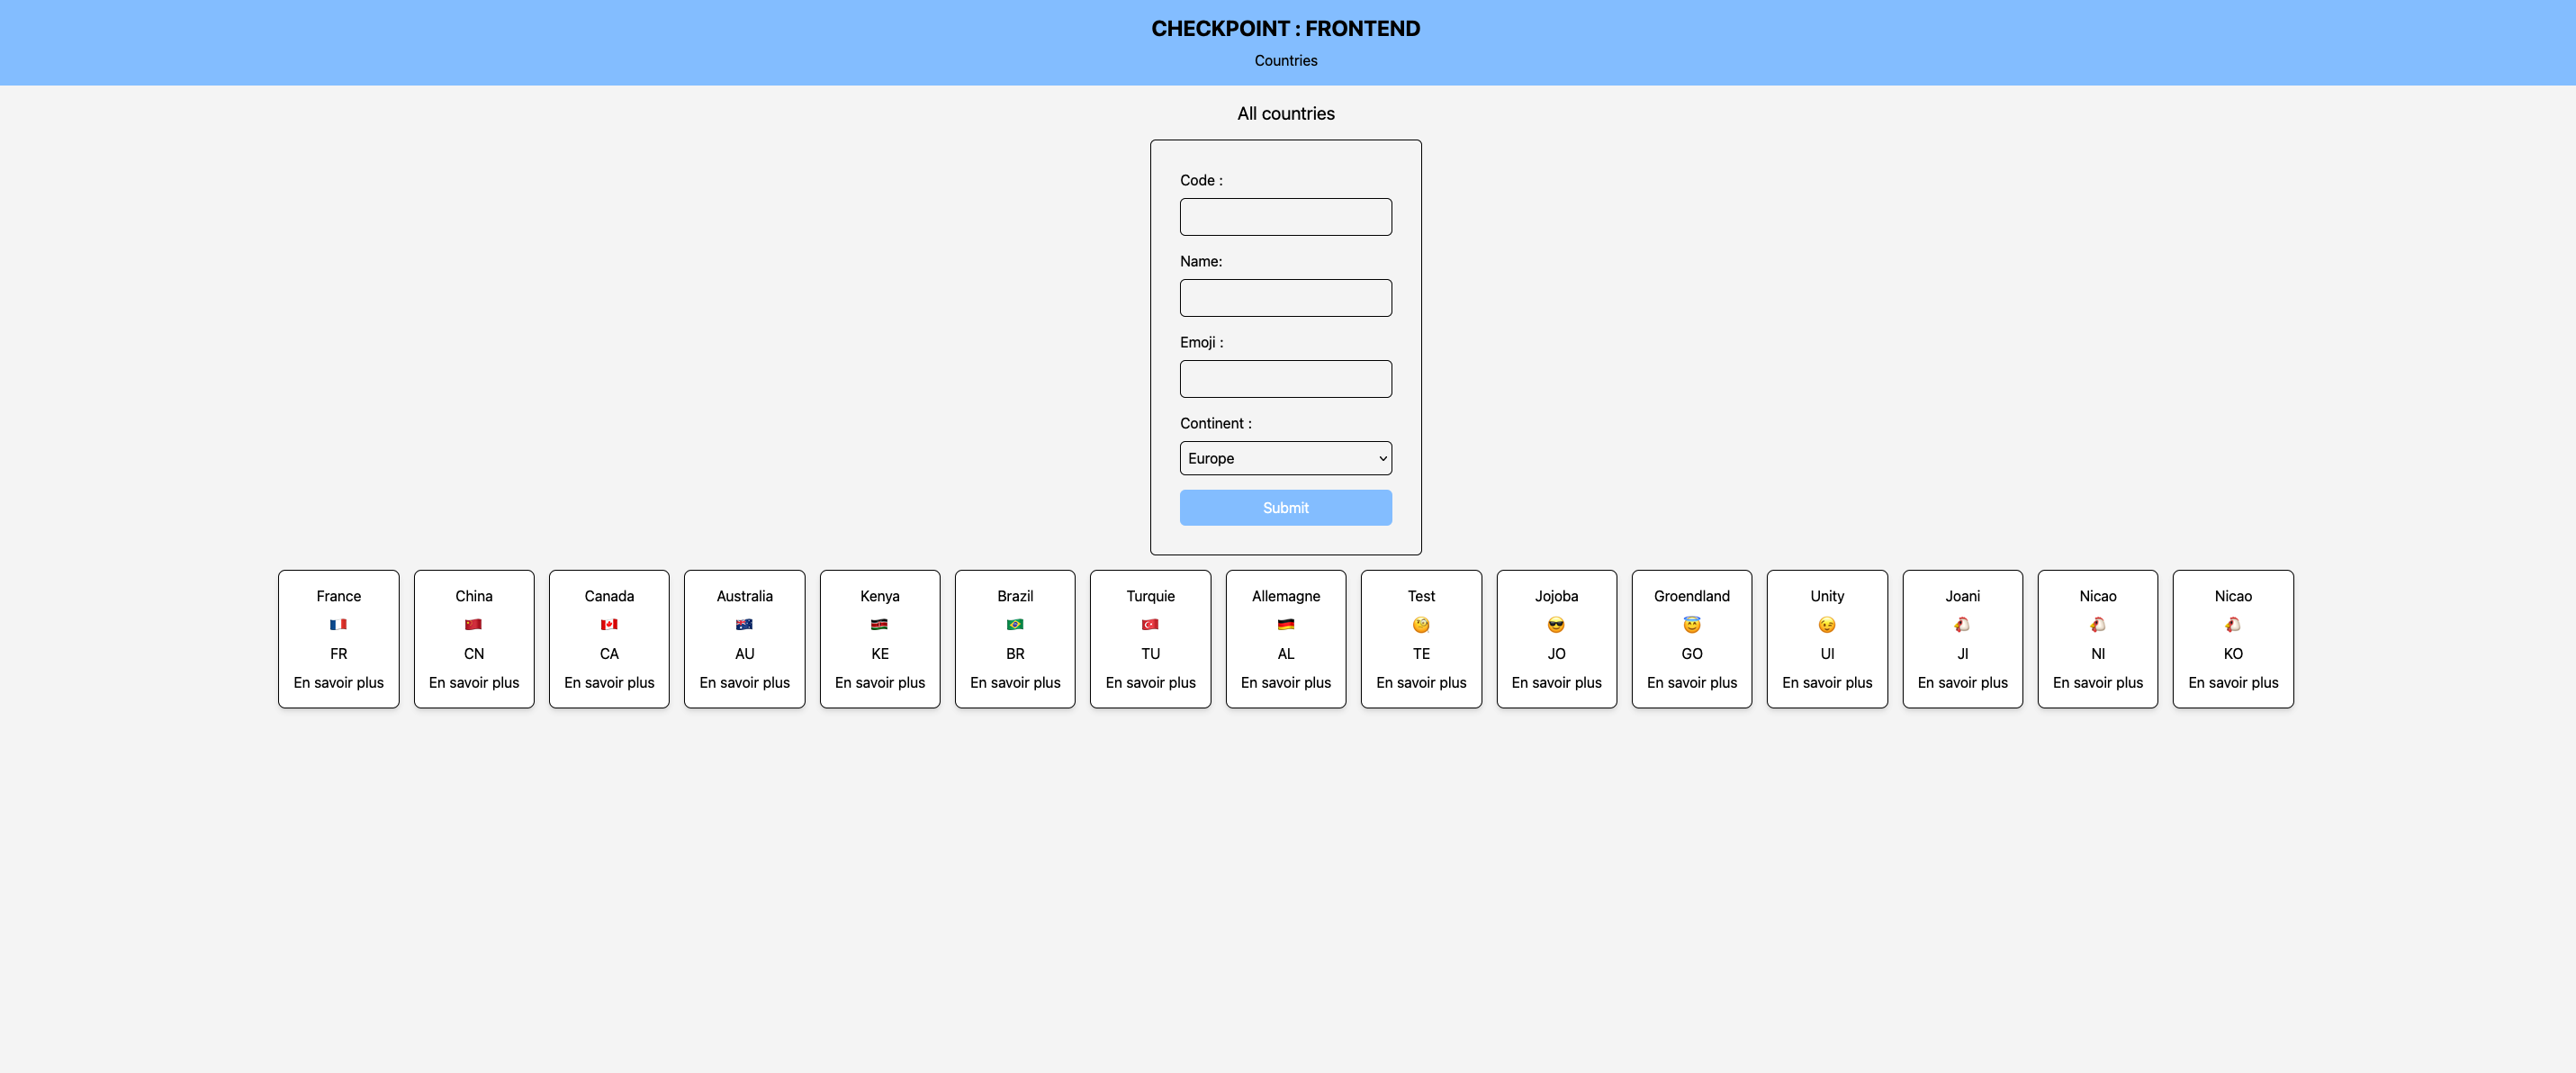 CHECKPOINT : FRONTEND
Countries
All countries
Code :
Name:
Emoji :
Continent :
Europe
Submit
France China Canada Australia Kenya Brazil Turquie Allemagne Test Jojoba Groendland Unity Joani Nicao Nicao
FR CN CA AU KE BR TU AL TE JO GO UI JI NI KO
En savoir plus En savoir plus En savoir plus En savoir plus En savoir plus En savoir plus En savoir plus En savoir plus En savoir plus En savoir plus En savoir plus En savoir plus En savoir plus En savoir plus En savoir plus